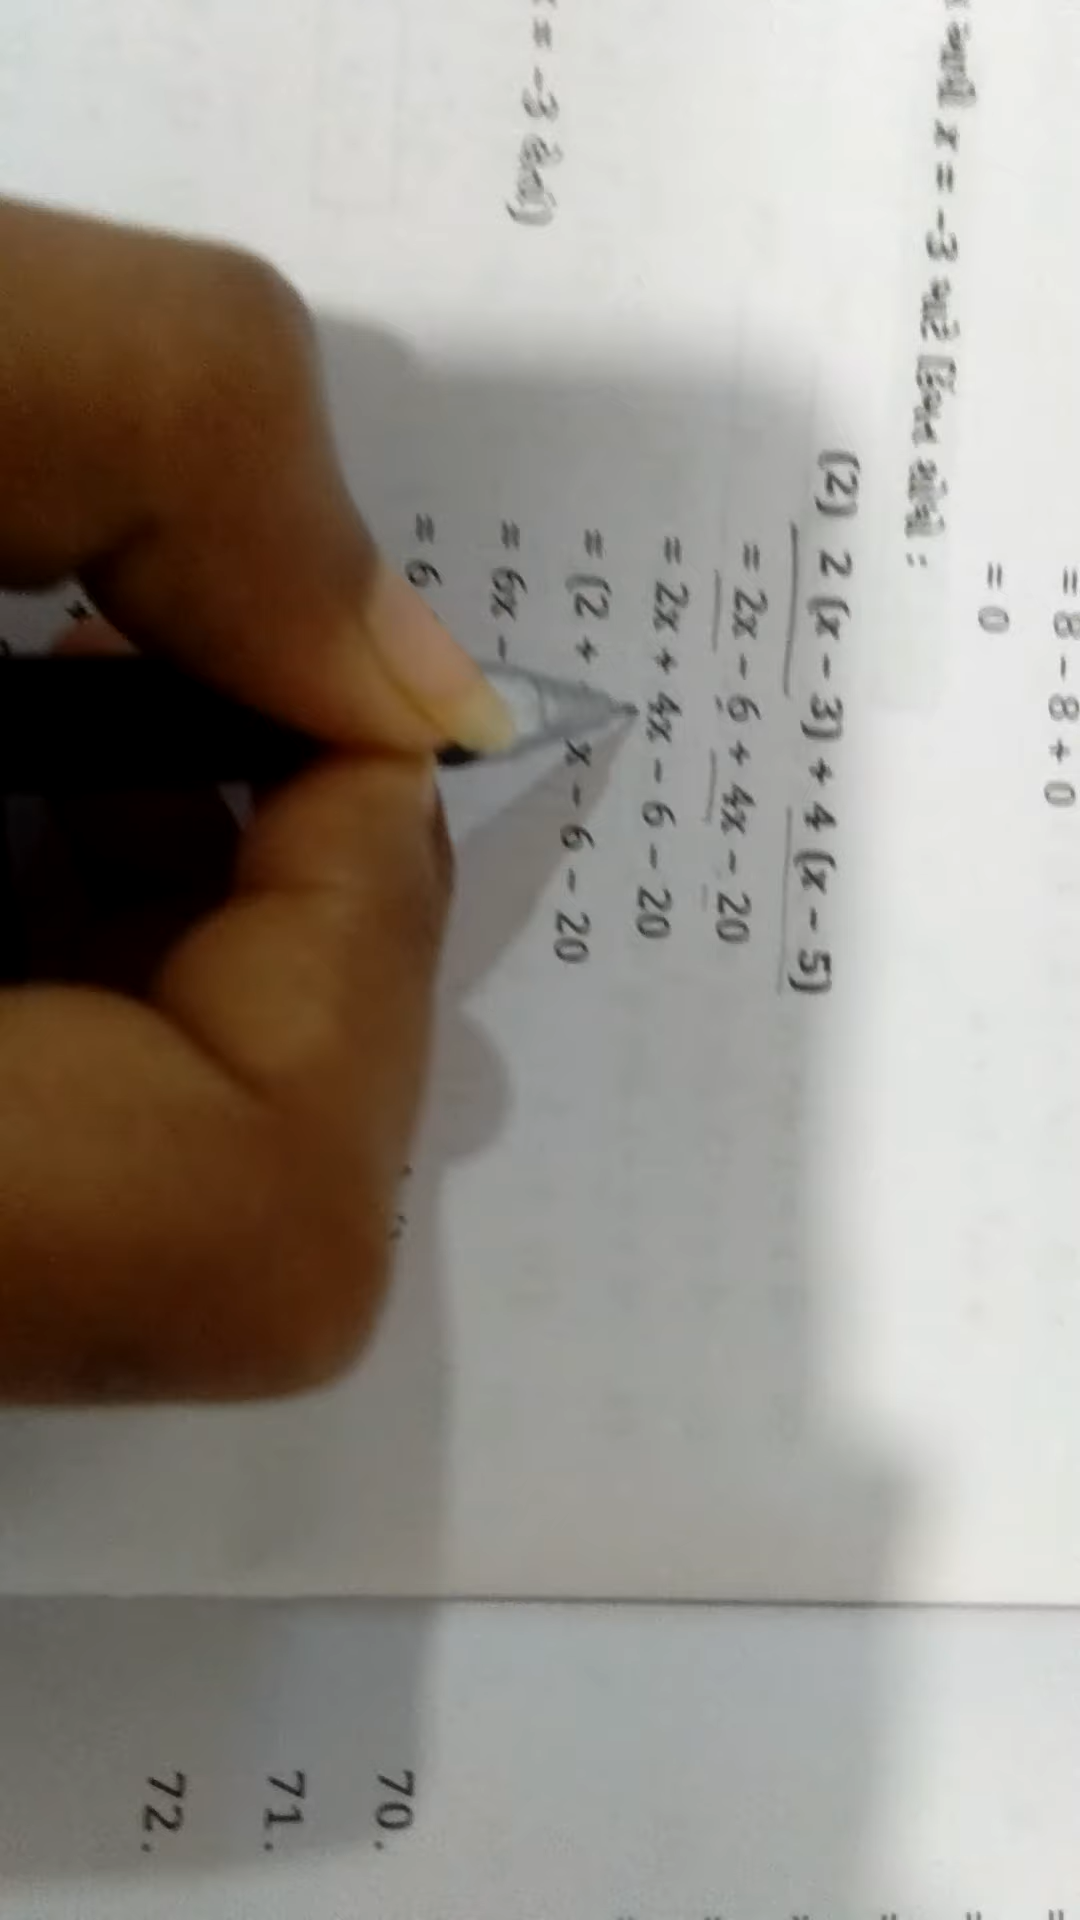 = 8 - 8 + 0
= 0
x = -3
(2) 2 (x - 3) + 4 (x - 5)
= 2x - 6 + 4x - 20
= 2x + 4x - 6 - 20
= (2 + x - 6 - 20
= 6x -
= 6
= -3
70.
71.
72.